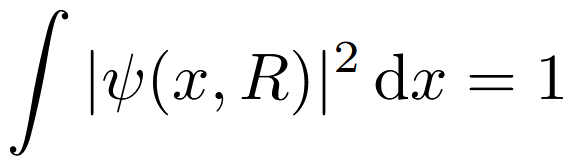 ∫ |ψ(x, R)|² dx = 1